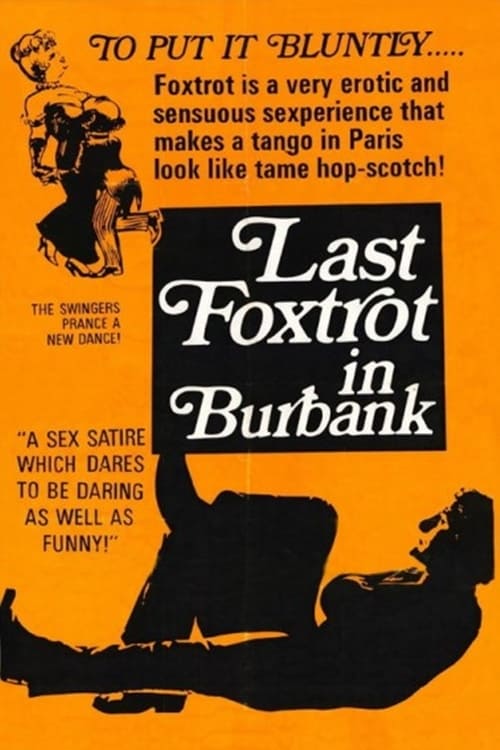 TO PUT IT BLUNTLY.....
Foxtrot is a very erotic and
sensuous sexperience that
makes a tango in Paris
look like tame hop-scotch!
Last
Foxtrot
in
Burbank
THE SWINGERS
PRANCE A
NEW DANCE!
"A SEX SATIRE
WHICH DARES
TO BE DARING
AS WELL AS
FUNNY!"